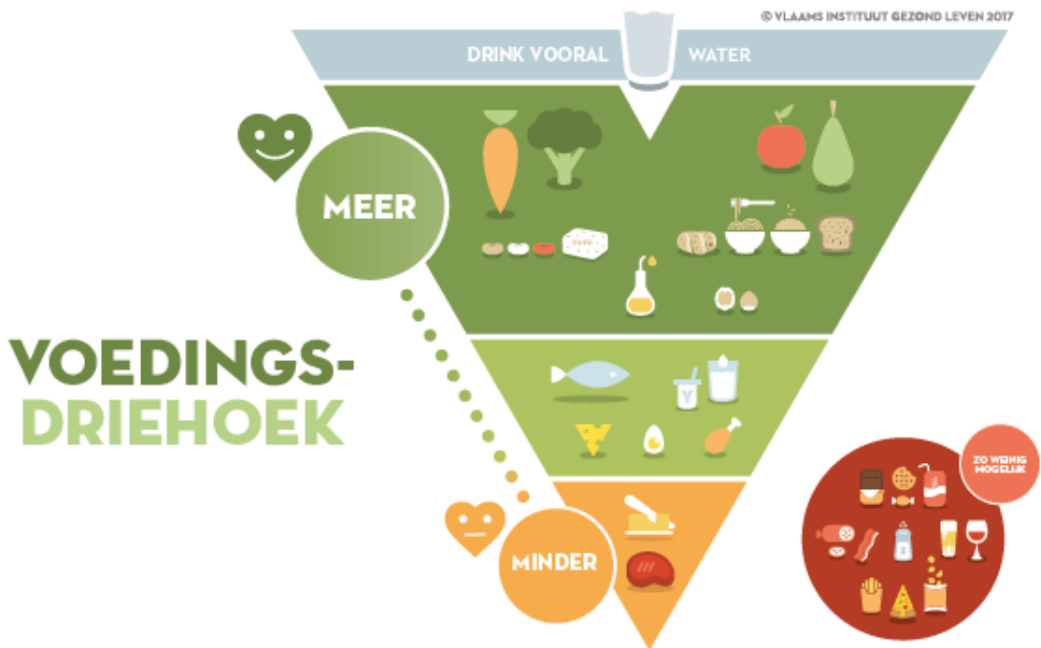 © VLAAMS INSTITUUT GEZOND LEVEN 2017
DRINK VOORAL WATER
MEER
VOEDINGS-
DRIEHOEK
MINDER
ZO WEINIG
MOGELIJK
Y